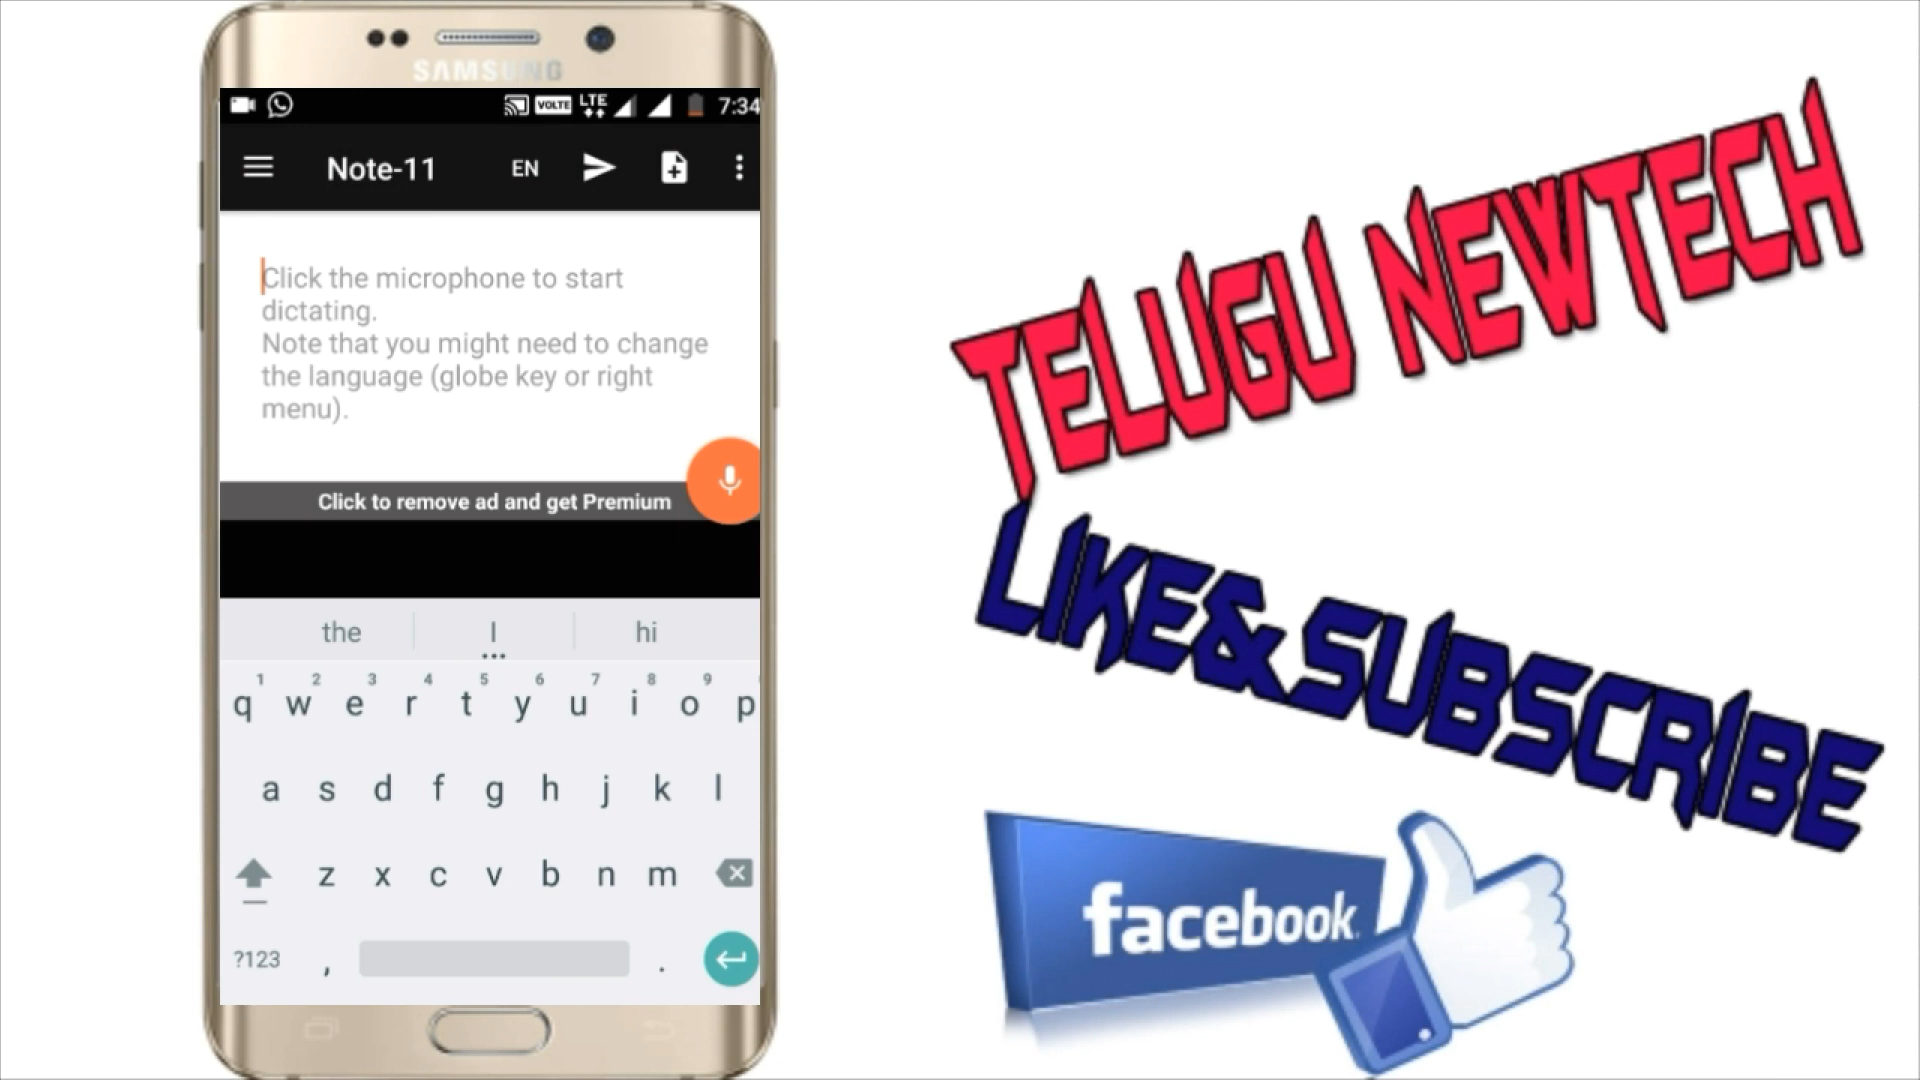 SAMSUNG
VOLTE LTE 7:34
Note-11 EN
Click the microphone to start
dictating.
Note that you might need to change
the language (globe key or right
menu).
Click to remove ad and get Premium
the I hi
1 2 3 4 5 6 7 8 9
q w e r t y u i o p
a s d f g h j k l
z x c v b n m
?123 , .
TELUGU NEWTECH
LIKE&SUBSCRIBE
facebook